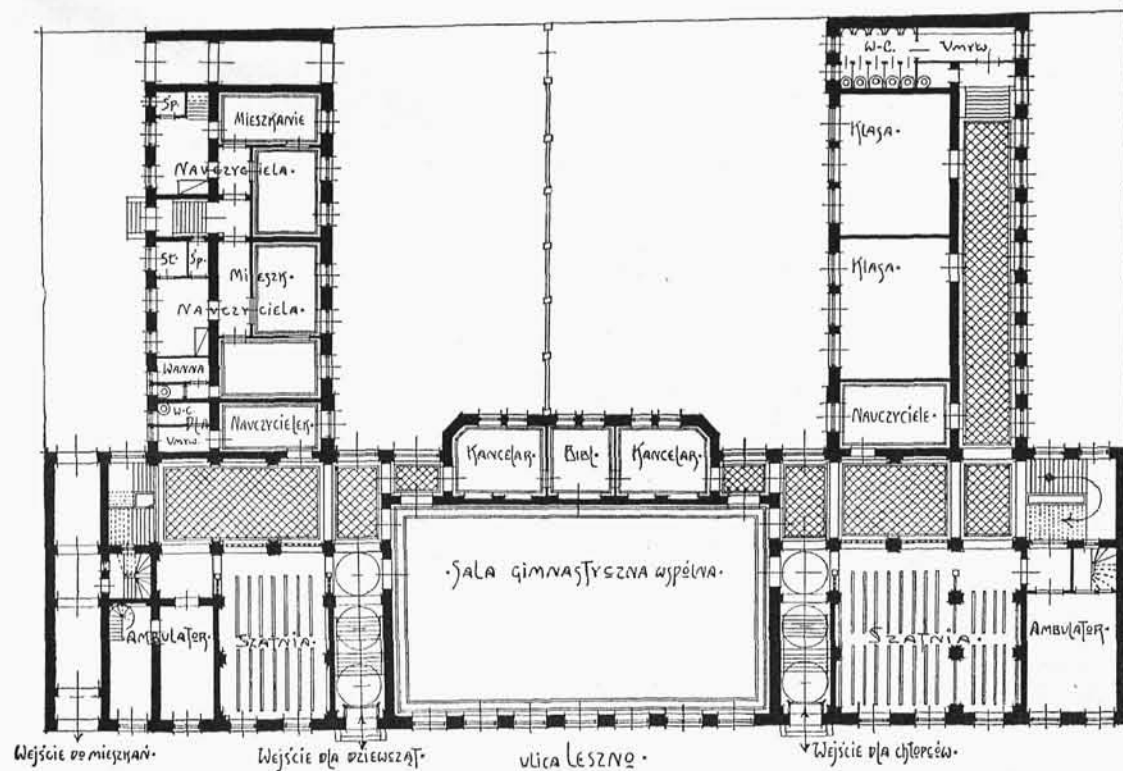 W-C. Umyw.
Sp.
Mieszkanie
Nauczyciela.
Klasa.
St. Sp.
Mieszk.
Nauczyciela.
Klasa.
Wanna
W-C.
Dla Nauczycielek.
Umyw.
Nauczyciele.
Kancelar. Bibl. Kancelar.
Sala gimnastyczna wspólna.
Ambulator. Szatnia.
Szatnia. Ambulator.
Wejście do mieszkań.
Wejście dla dziewsząt.
ulica Leszno.
Wejście dla chłopców.